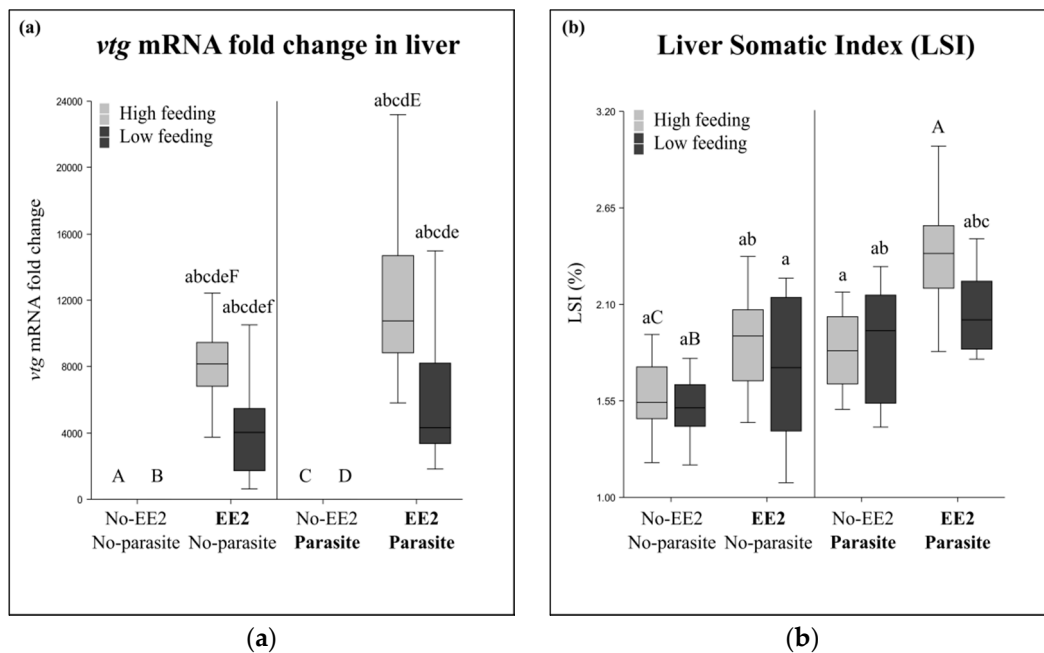 (a)
vtg mRNA fold change in liver
High feeding
Low feeding
vtg mRNA fold change
24000
20000
16000
12000
8000
4000
0
A
B
abcdeF
abcdef
C
D
abcdE
abcde
No-EE2
No-parasite
EE2
No-parasite
No-EE2
Parasite
EE2
Parasite
(a)
(b)
Liver Somatic Index (LSI)
High feeding
Low feeding
LSI (%)
3.20
2.65
2.10
1.55
1.00
aC
aB
ab
a
a
ab
A
abc
No-EE2
No-parasite
EE2
No-parasite
No-EE2
Parasite
EE2
Parasite
(b)